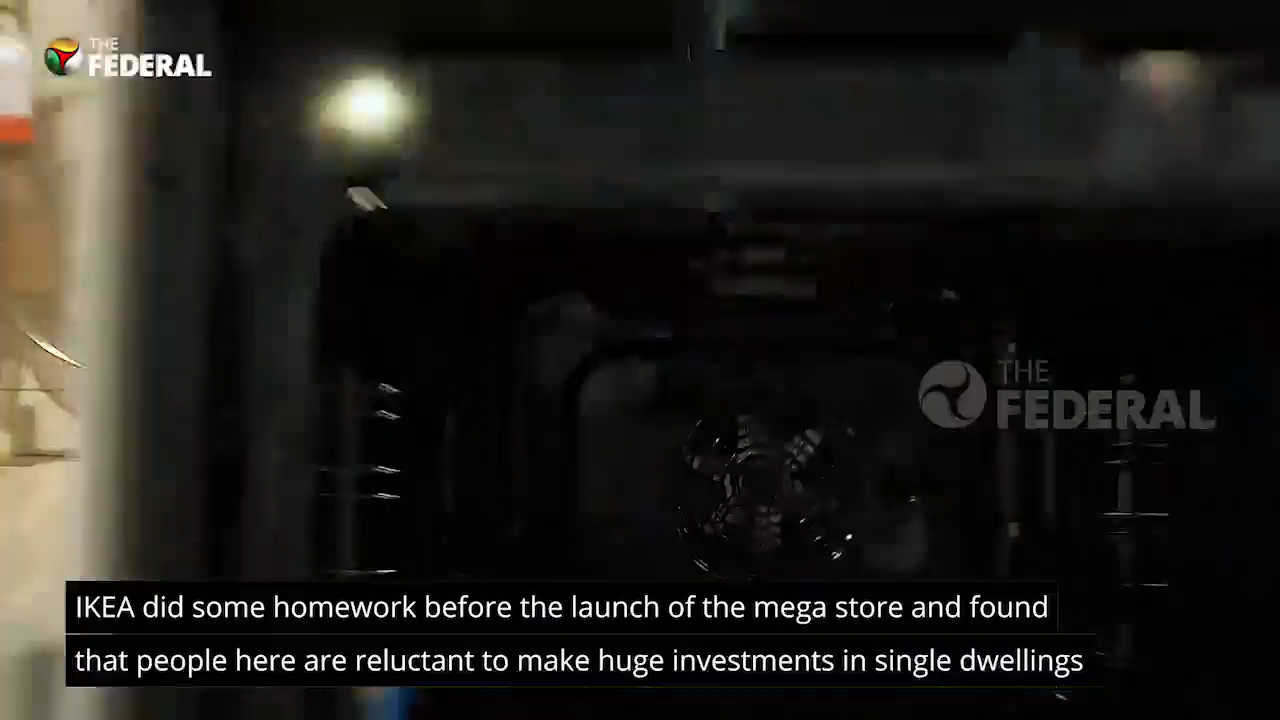 THE
FEDERAL
THE
FEDERAL
IKEA did some homework before the launch of the mega store and found
that people here are reluctant to make huge investments in single dwellings